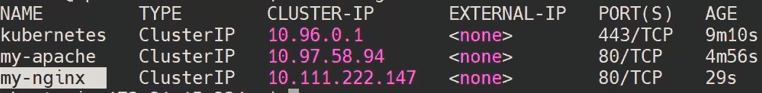 NAME TYPE CLUSTER-IP EXTERNAL-IP PORT(S) AGE
kubernetes ClusterIP 10.96.0.1 <none> 443/TCP 9m10s
my-apache ClusterIP 10.97.58.94 <none> 80/TCP 4m56s
my-nginx ClusterIP 10.111.222.147 <none> 80/TCP 29s